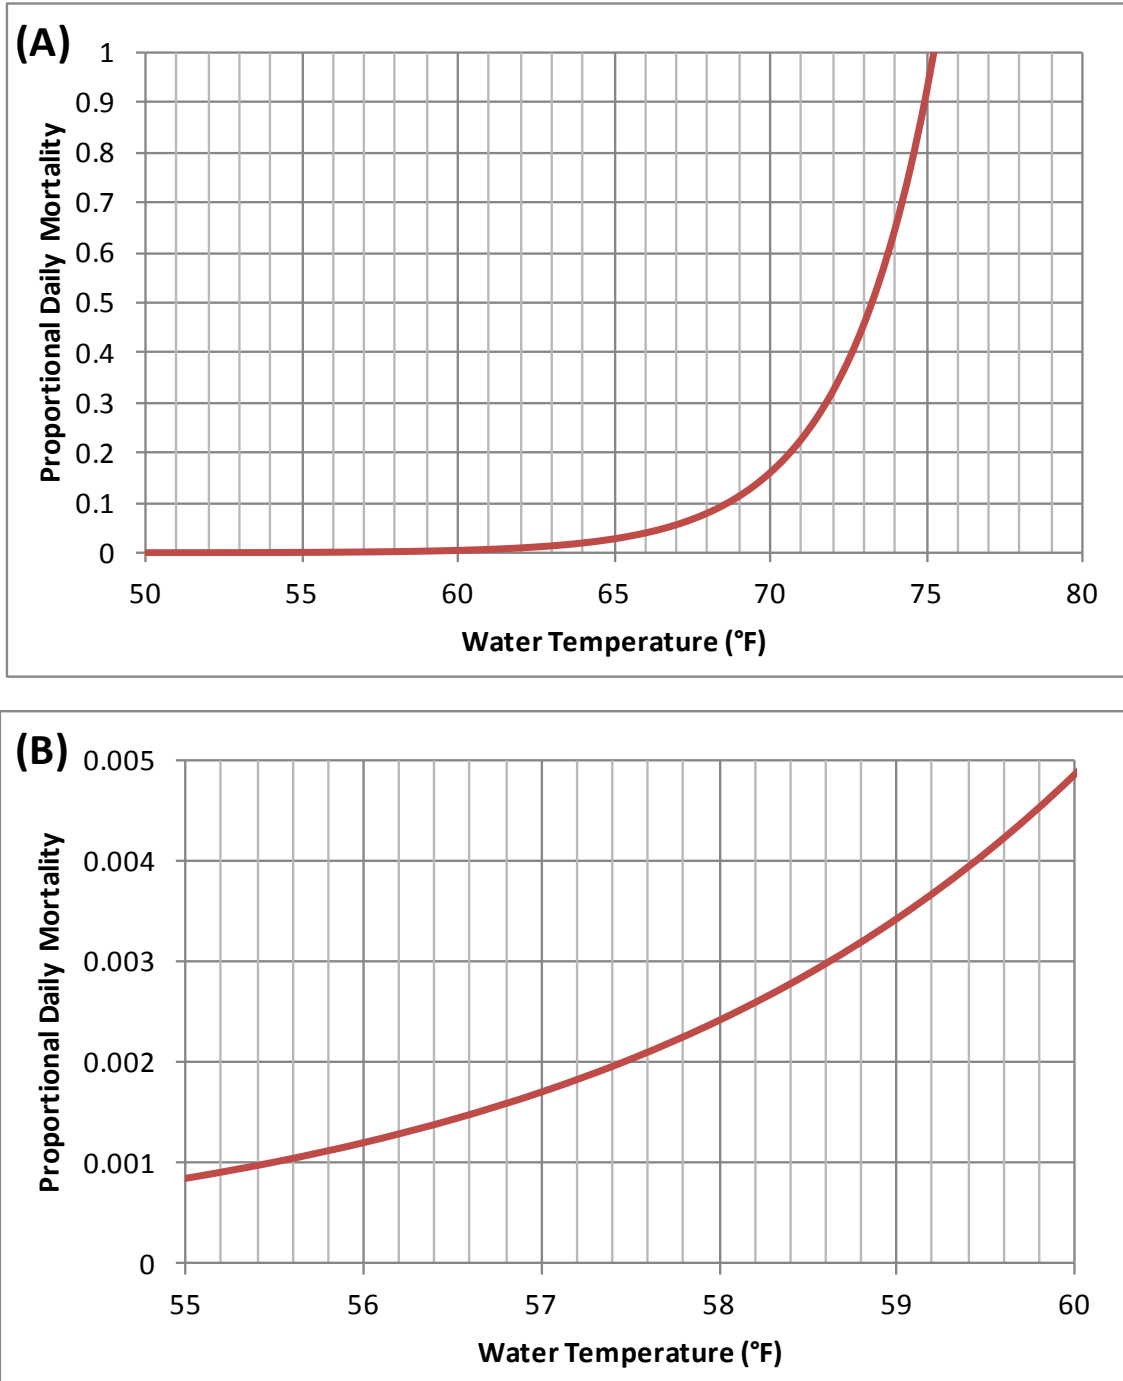 (A)
1
0.9
0.8
0.7
0.6
0.5
0.4
0.3
0.2
0.1
0
Proportional Daily Mortality
50 55 60 65 70 75 80
Water Temperature (°F)
(B)
0.005
0.004
0.003
0.002
0.001
0
Proportional Daily Mortality
55 56 57 58 59 60
Water Temperature (°F)